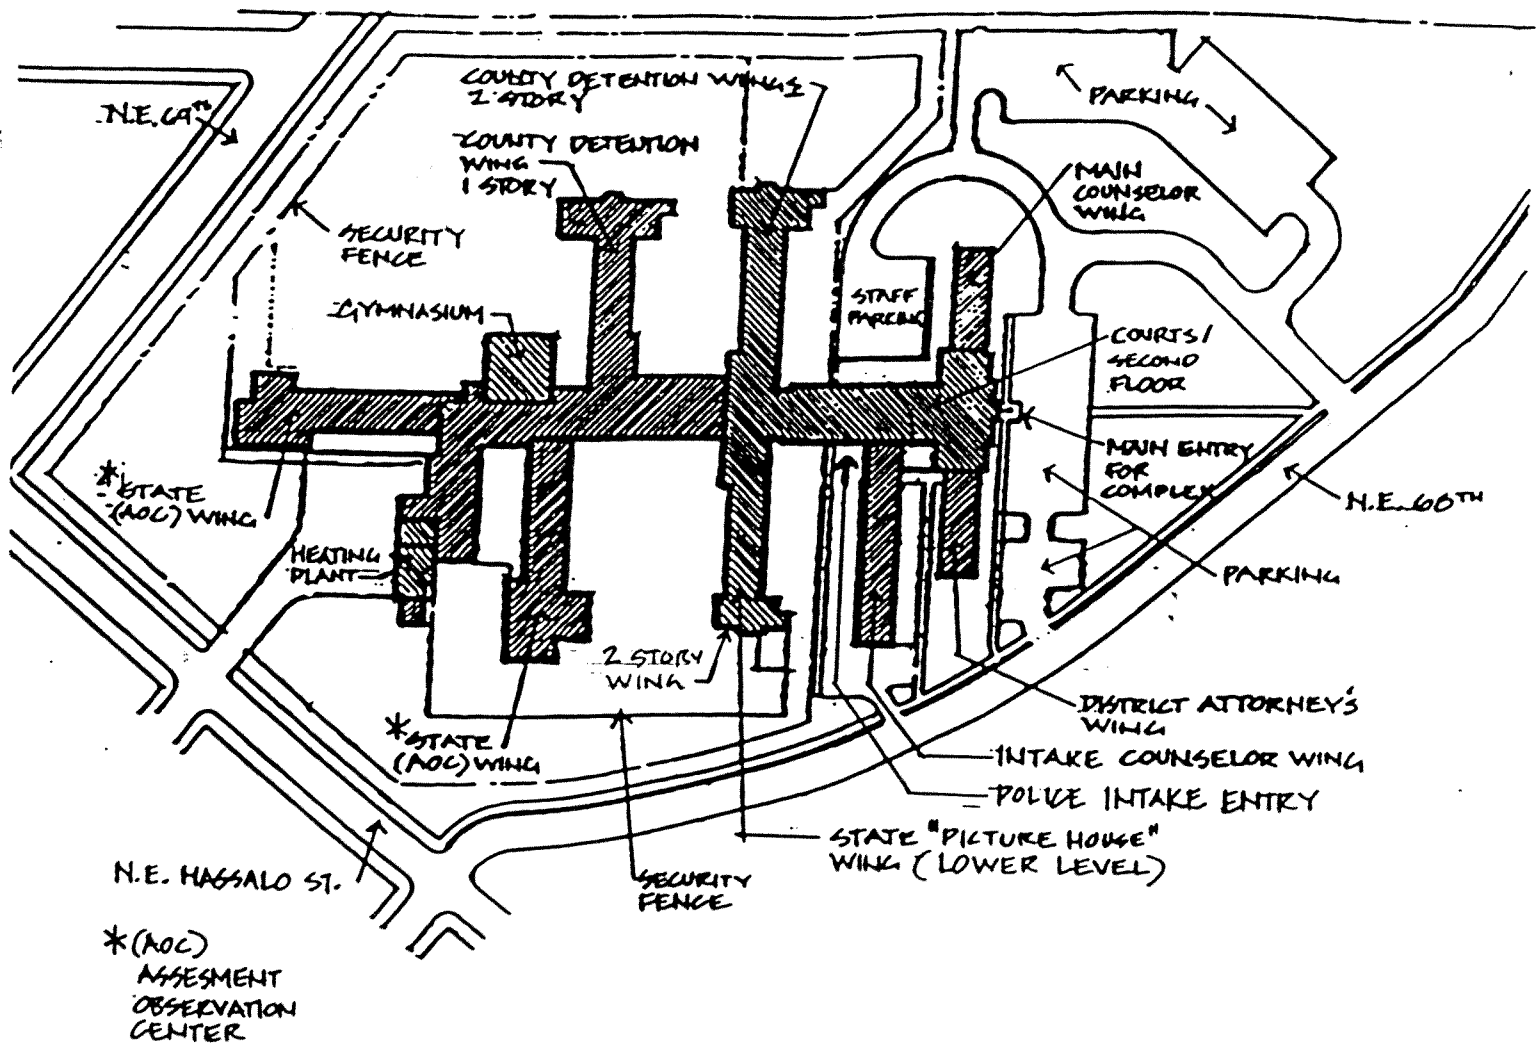 COUNTY DETENTION WINGS
2 STORY
N.E. 69TH
PARKING
COUNTY DETENTION
WING
1 STORY
MAIN
COUNSELOR
WING
SECURITY
FENCE
STAFF
PARKING
GYMNASIUM
COURTS/
SECOND
FLOOR
MAIN ENTRY
FOR
COMPLEX
*STATE
(AOC) WING
N.E. 68TH
HEATING
PLANT
PARKING
2 STORY
WING
DISTRICT ATTORNEY'S
WING
*STATE
(AOC) WING
INTAKE COUNSELOR WING
POLICE INTAKE ENTRY
STATE "PICTURE HOUSE"
WING (LOWER LEVEL)
N.E. HASSALO ST.
SECURITY
FENCE
*(AOC)
ASSESMENT
OBSERVATION
CENTER